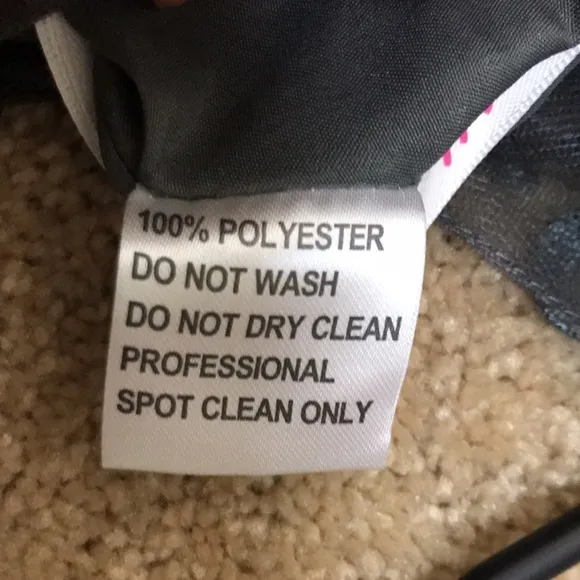 100% POLYESTER
DO NOT WASH
DO NOT DRY CLEAN
PROFESSIONAL
SPOT CLEAN ONLY